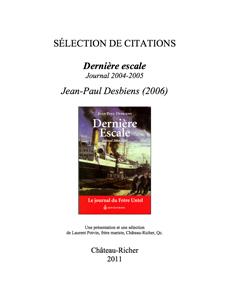 SÉLECTION DE CITATIONS
Dernière escale
Journal 2004-2005
Jean-Paul Desbiens (2006)
JEAN-PAUL DESBIENS
Dernière
Escale
Le journal du Frère Untel
Une présentation et une sélection
de Laurent Potvin, frère mariste, Château-Richer, Qc.
Château-Richer
2011